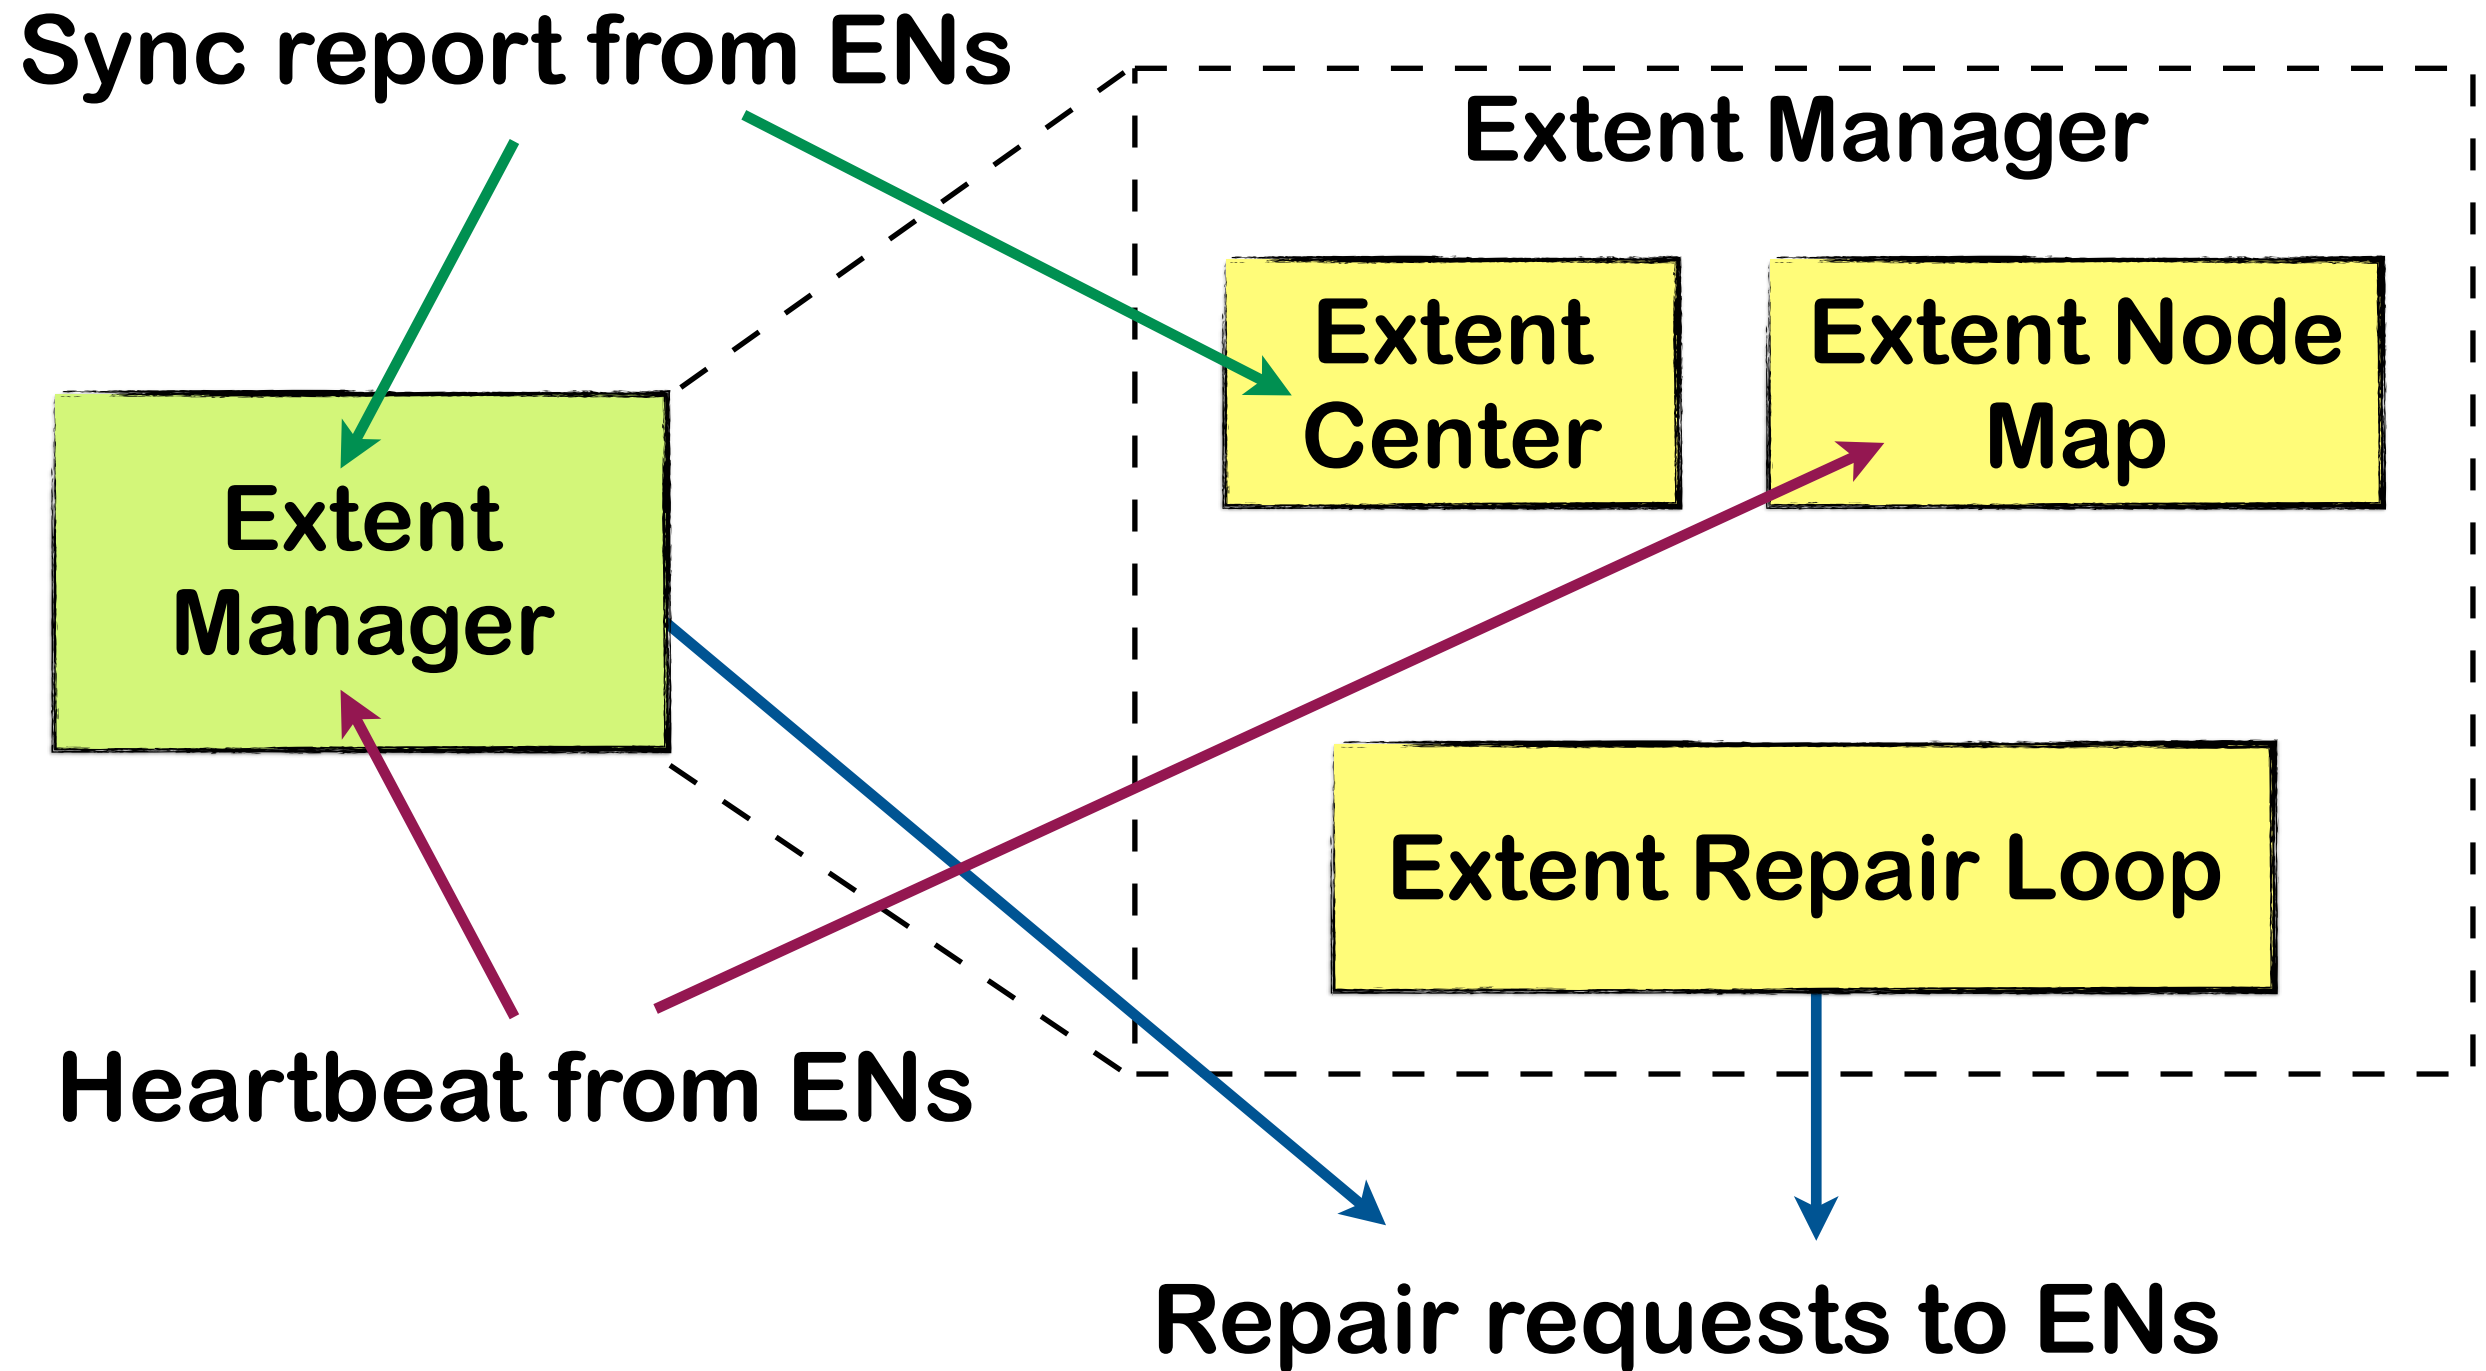 Sync report from ENs
Extent Manager
Extent
Center
Extent Node
Map
Extent
Manager
Extent Repair Loop
Heartbeat from ENs
Repair requests to ENs